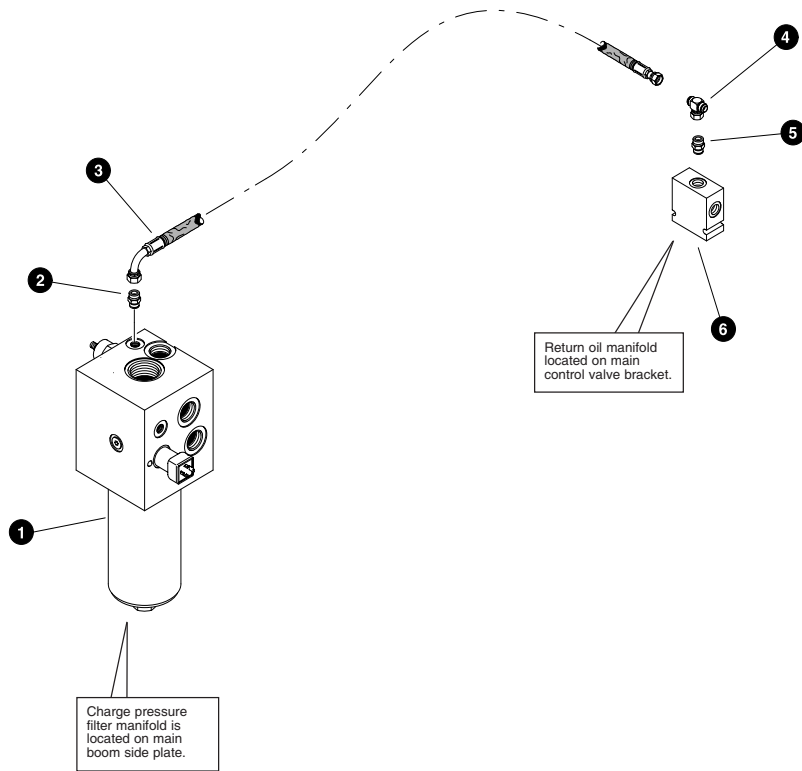 4
5
3
2
6
Return oil manifold
located on main
control valve bracket.
1
Charge pressure
filter manifold is
located on main
boom side plate.